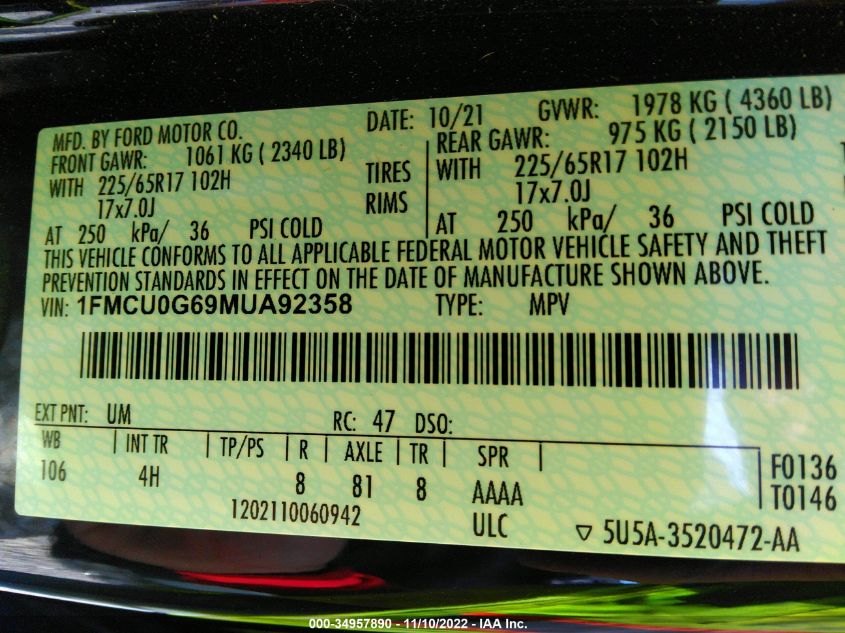 MFD. BY FORD MOTOR CO. DATE: 10/21 GVWR: 1978 KG ( 4360 LB)
FRONT GAWR: 1061 KG ( 2340 LB) REAR GAWR: 975 KG ( 2150 LB)
WITH 225/65R17 102H TIRES WITH 225/65R17 102H
17x7.0J RIMS 17x7.0J
AT 250 kPa/ 36 PSI COLD AT 250 kPa/ 36 PSI COLD
THIS VEHICLE CONFORMS TO ALL APPLICABLE FEDERAL MOTOR VEHICLE SAFETY AND THEFT
PREVENTION STANDARDS IN EFFECT ON THE DATE OF MANUFACTURE SHOWN ABOVE.
VIN: 1FMCU0G69MUA92358 TYPE: MPV
EXT PNT: UM RC: 47 DSO:
WB INT TR TP/PS R AXLE TR SPR
106 4H 8 81 8 AAAA
F0136
T0146
1202110060942 ULC ▽ 5U5A-3520472-AA
000-34957890 - 11/10/2022 - IAA Inc.